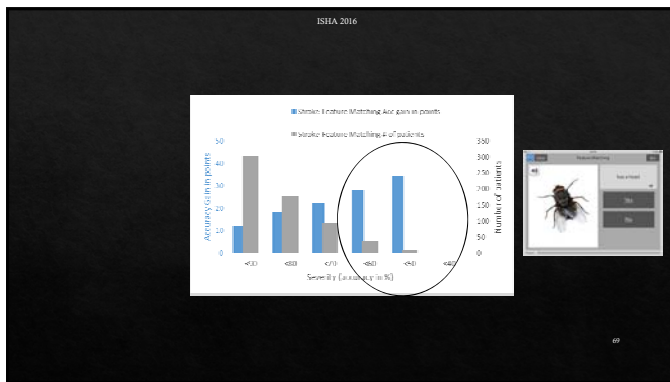 ISHA 2016
Stroke Feature Matching Acc gain in points
Stroke Feature Matching # of patients
Accuracy Gain in points
50
40
30
20
10
0
350
300
250
200
150
100
50
0
Number of patients
<90 <80 <70 <60 <50 <40
Severity (accuracy in %)
Feature Matching
Yes
No
69